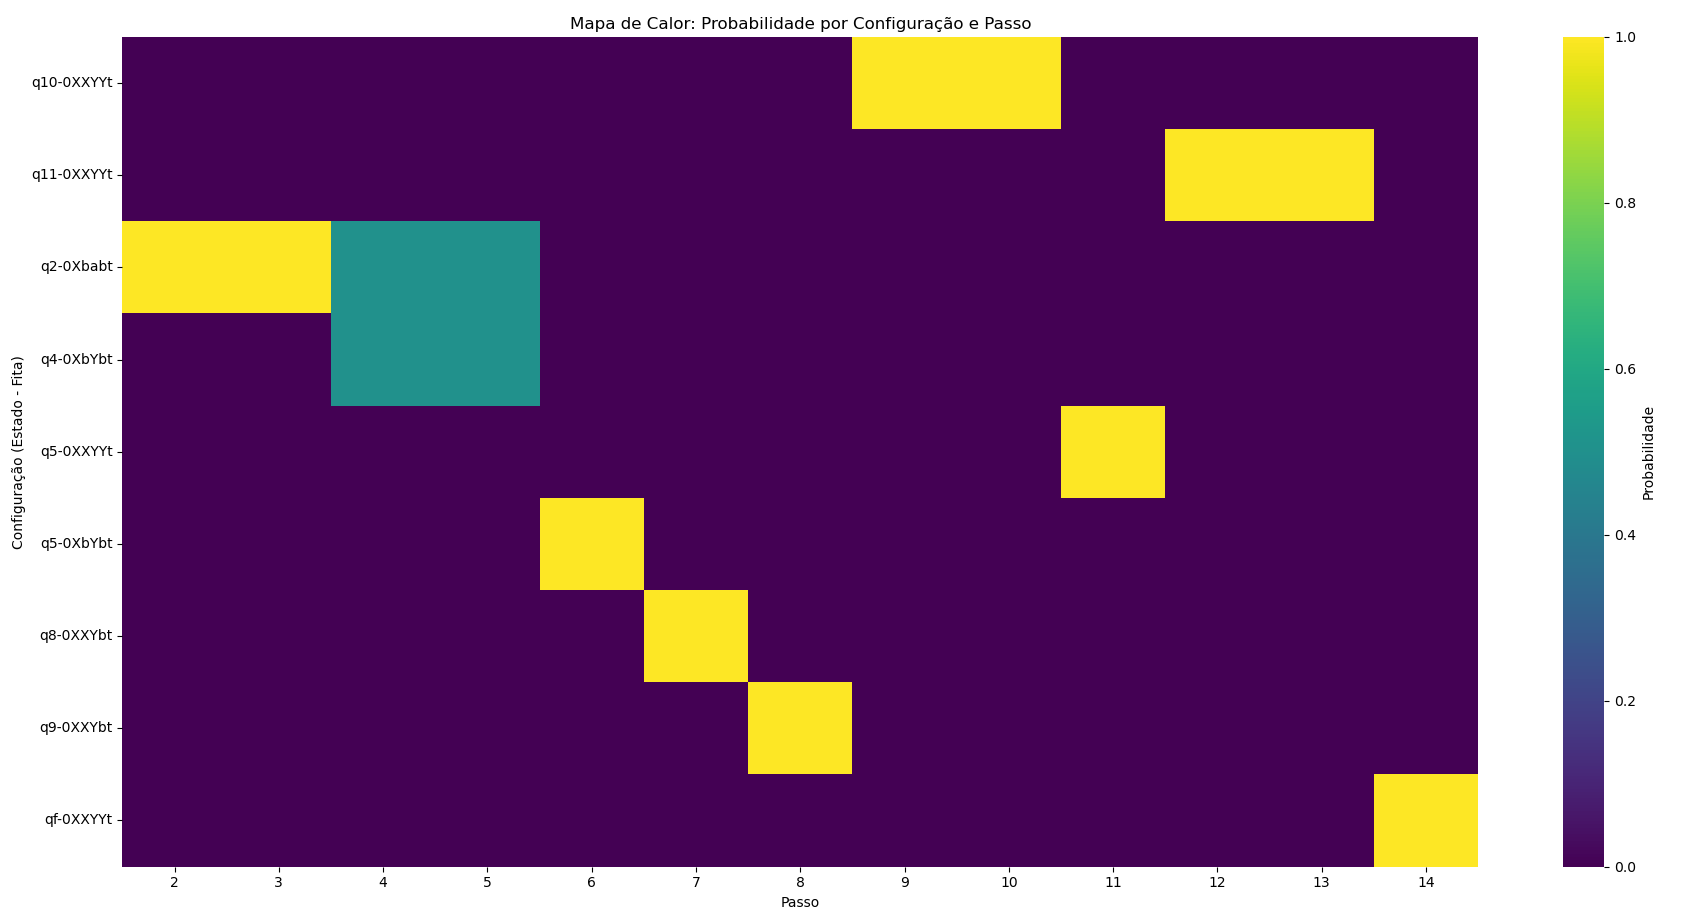 Mapa de Calor: Probabilidade por Configuração e Passo
Configuração (Estado - Fita)
q10-0XXYYt
q11-0XXYYt
q2-0Xbabt
q4-0XbYbt
q5-0XXYYt
q5-0XbYbt
q8-0XXYbt
q9-0XXYbt
qf-0XXYYt
2 3 4 5 6 7 8 9 10 11 12 13 14
Passo
1.0
0.8
0.6
0.4
0.2
0.0
Probabilidade